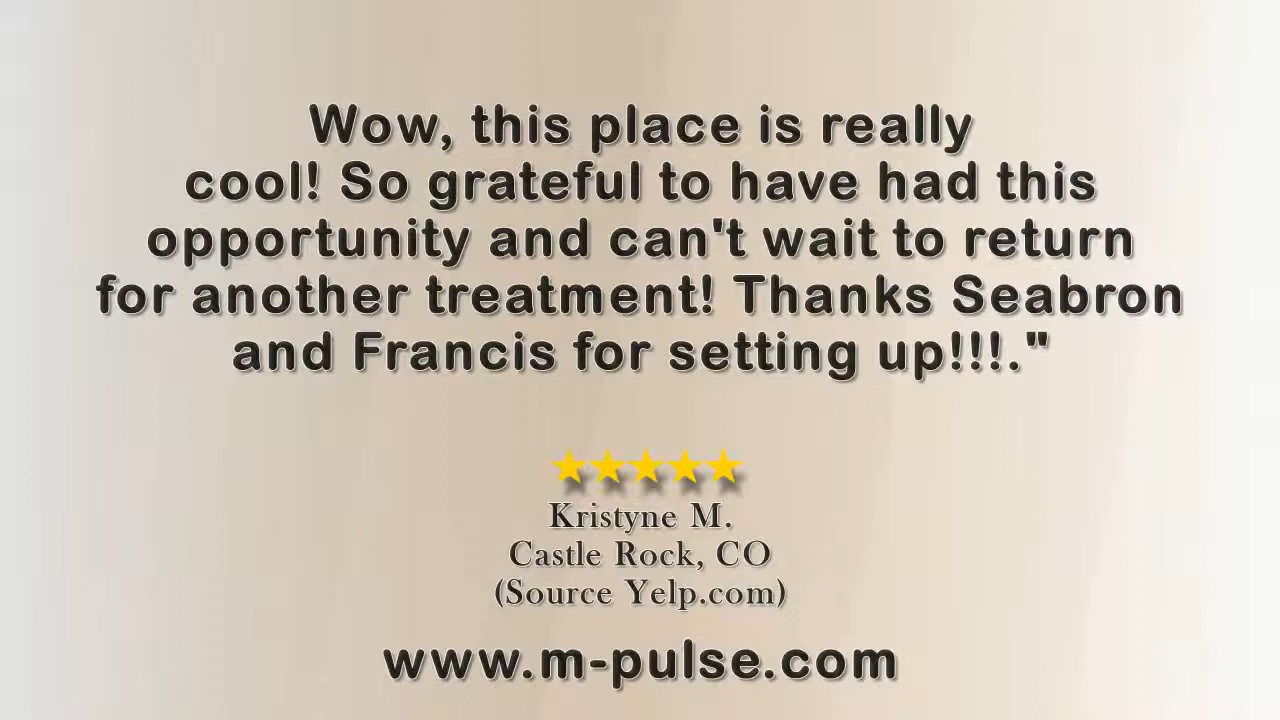 Wow, this place is really
cool! So grateful to have had this
opportunity and can't wait to return
for another treatment! Thanks Seabron
and Francis for setting up!!!."
★★★★★
Kristyne M.
Castle Rock, CO
(Source Yelp.com)
www.m-pulse.com